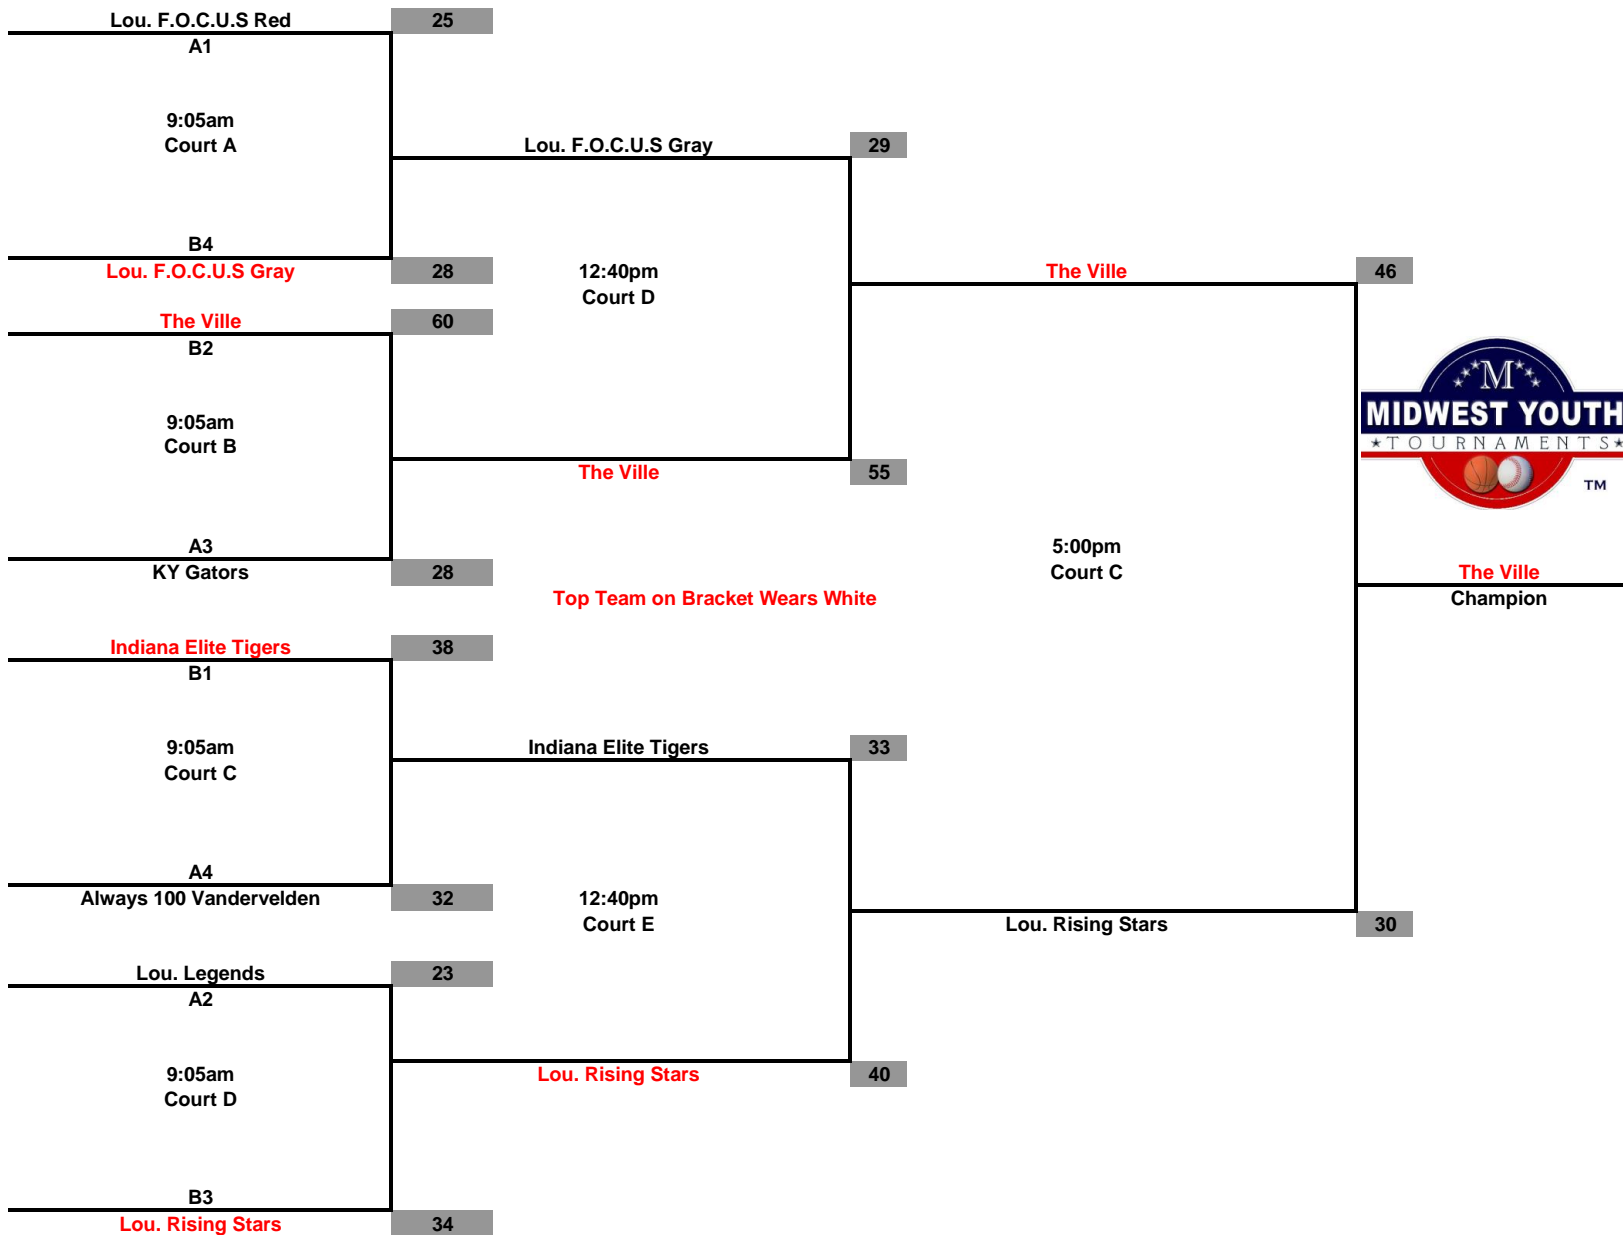 Lou. F.O.C.U.S Red 25
A1
9:05am
Court A
Lou. F.O.C.U.S Gray 29
B4
Lou. F.O.C.U.S Gray 28
12:40pm
Court D
The Ville 46
The Ville 60
B2
9:05am
Court B
The Ville 55
A3
KY Gators 28
5:00pm
Court C
Top Team on Bracket Wears White
M
MIDWEST YOUTH
TOURNAMENTS
TM
The Ville
Champion
Indiana Elite Tigers 38
B1
9:05am
Court C
Indiana Elite Tigers 33
A4
Always 100 Vandervelden 32
12:40pm
Court E
Lou. Rising Stars 30
Lou. Legends 23
A2
9:05am
Court D
Lou. Rising Stars 40
B3
Lou. Rising Stars 34